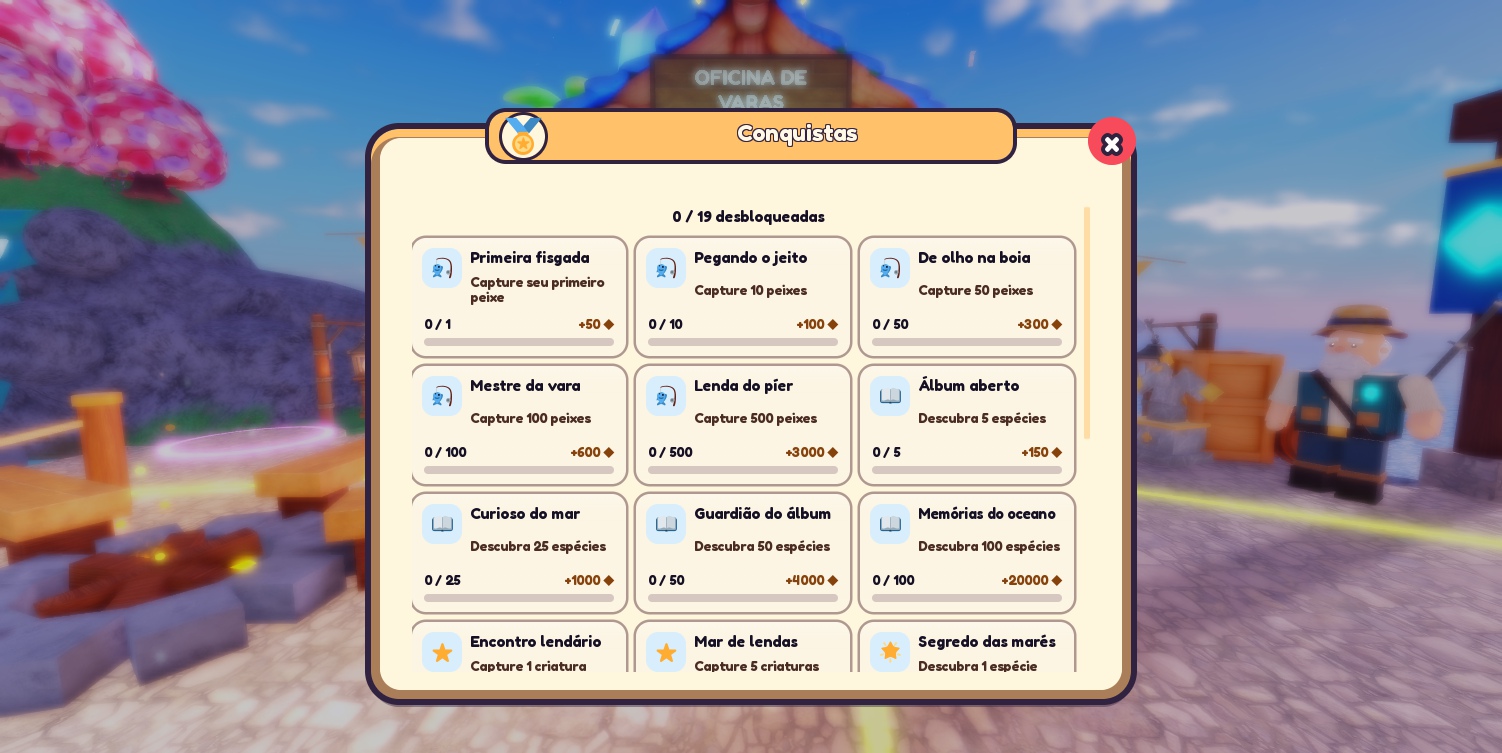 OFICINA DE
VARAS
Conquistas
0 / 19 desbloqueadas
Primeira fisgada
Capture seu primeiro
peixe
0 / 1
+50
Pegando o jeito
Capture 10 peixes
0 / 10
+100
De olho na boia
Capture 50 peixes
0 / 50
+300
Mestre da vara
Capture 100 peixes
0 / 100
+600
Lenda do píer
Capture 500 peixes
0 / 500
+3000
Álbum aberto
Descubra 5 espécies
0 / 5
+150
Curioso do mar
Descubra 25 espécies
0 / 25
+1000
Guardião do álbum
Descubra 50 espécies
0 / 50
+4000
Memórias do oceano
Descubra 100 espécies
0 / 100
+20000
Encontro lendário
Capture 1 criatura
Mar de lendas
Capture 5 criaturas
Segredo das marés
Descubra 1 espécie